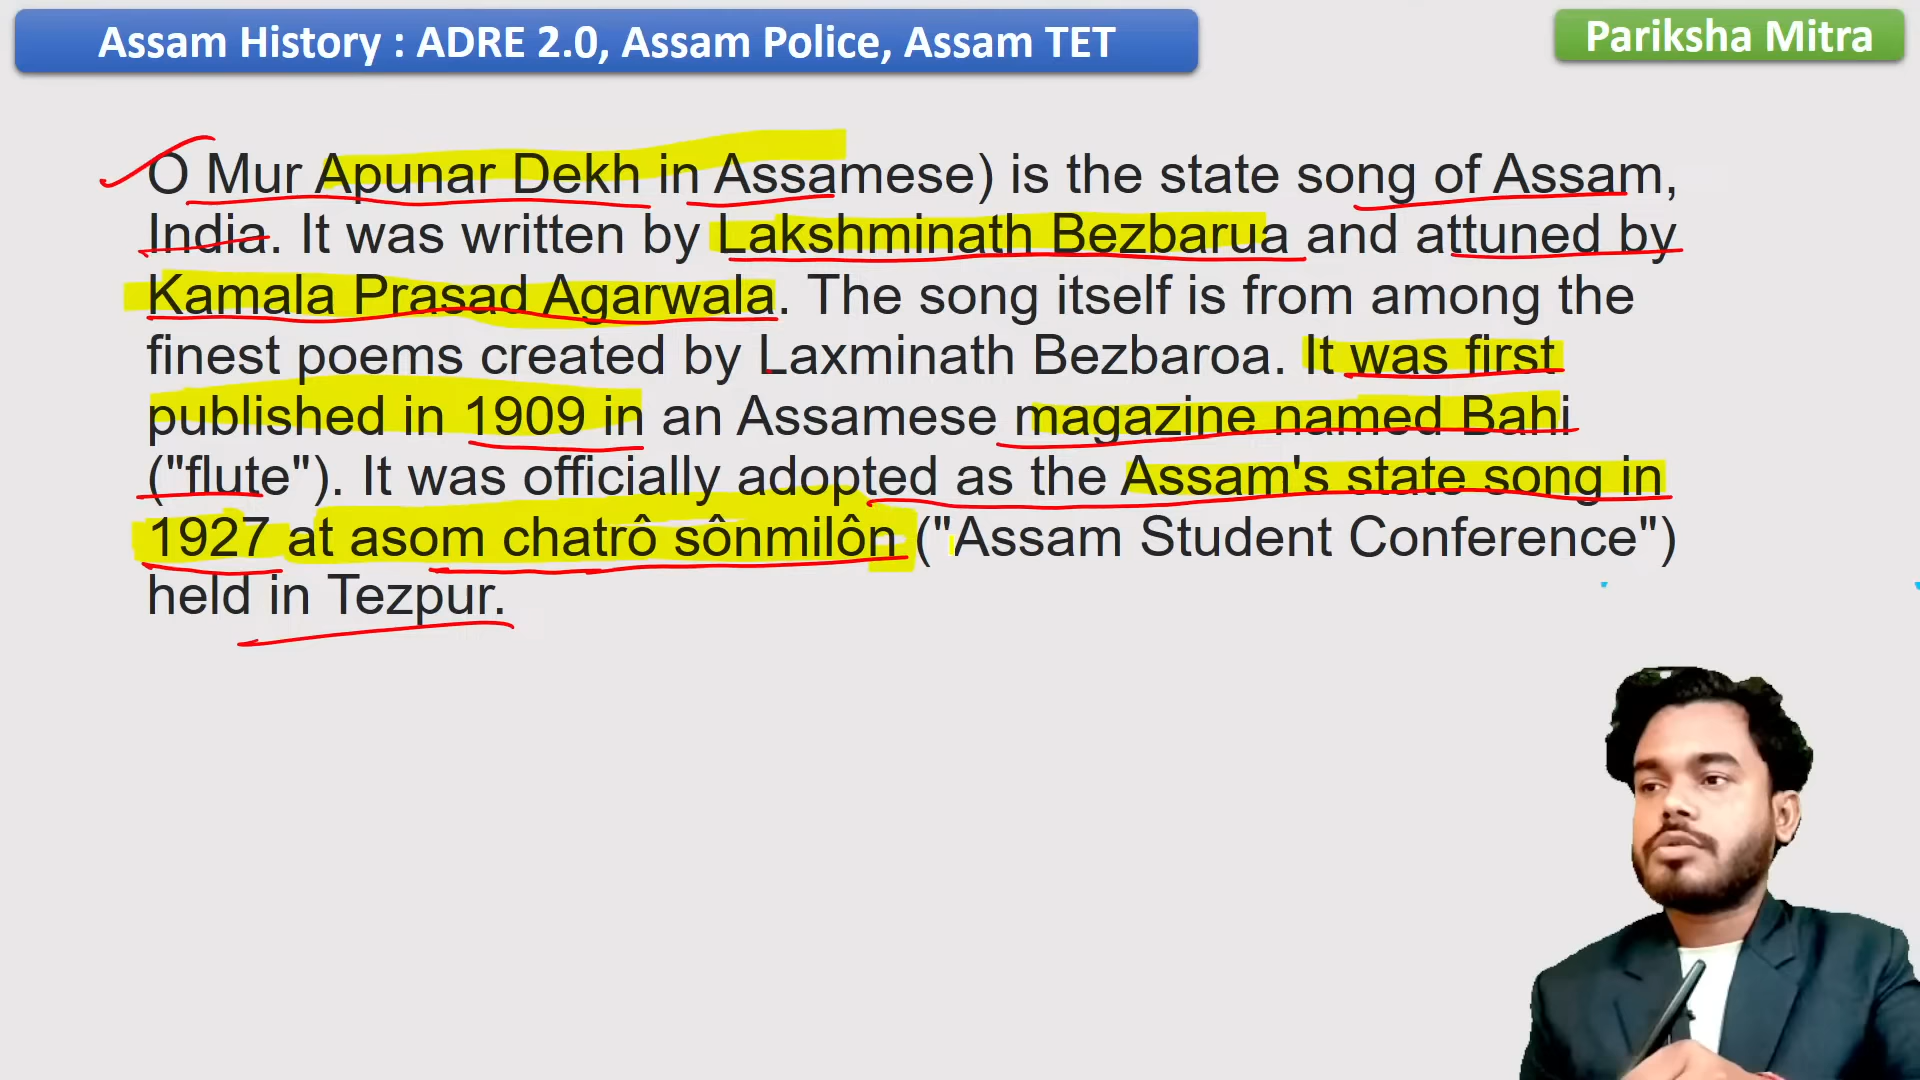 Assam History : ADRE 2.0, Assam Police, Assam TET
Pariksha Mitra
O Mur Apunar Dekh in Assamese) is the state song of Assam,
India. It was written by Lakshminath Bezbarua and attuned by
Kamala Prasad Agarwala. The song itself is from among the
finest poems created by Laxminath Bezbaroa. It was first
published in 1909 in an Assamese magazine named Bahi
("flute"). It was officially adopted as the Assam's state song in
1927 at asom chatrô sônmilôn ("Assam Student Conference")
held in Tezpur.